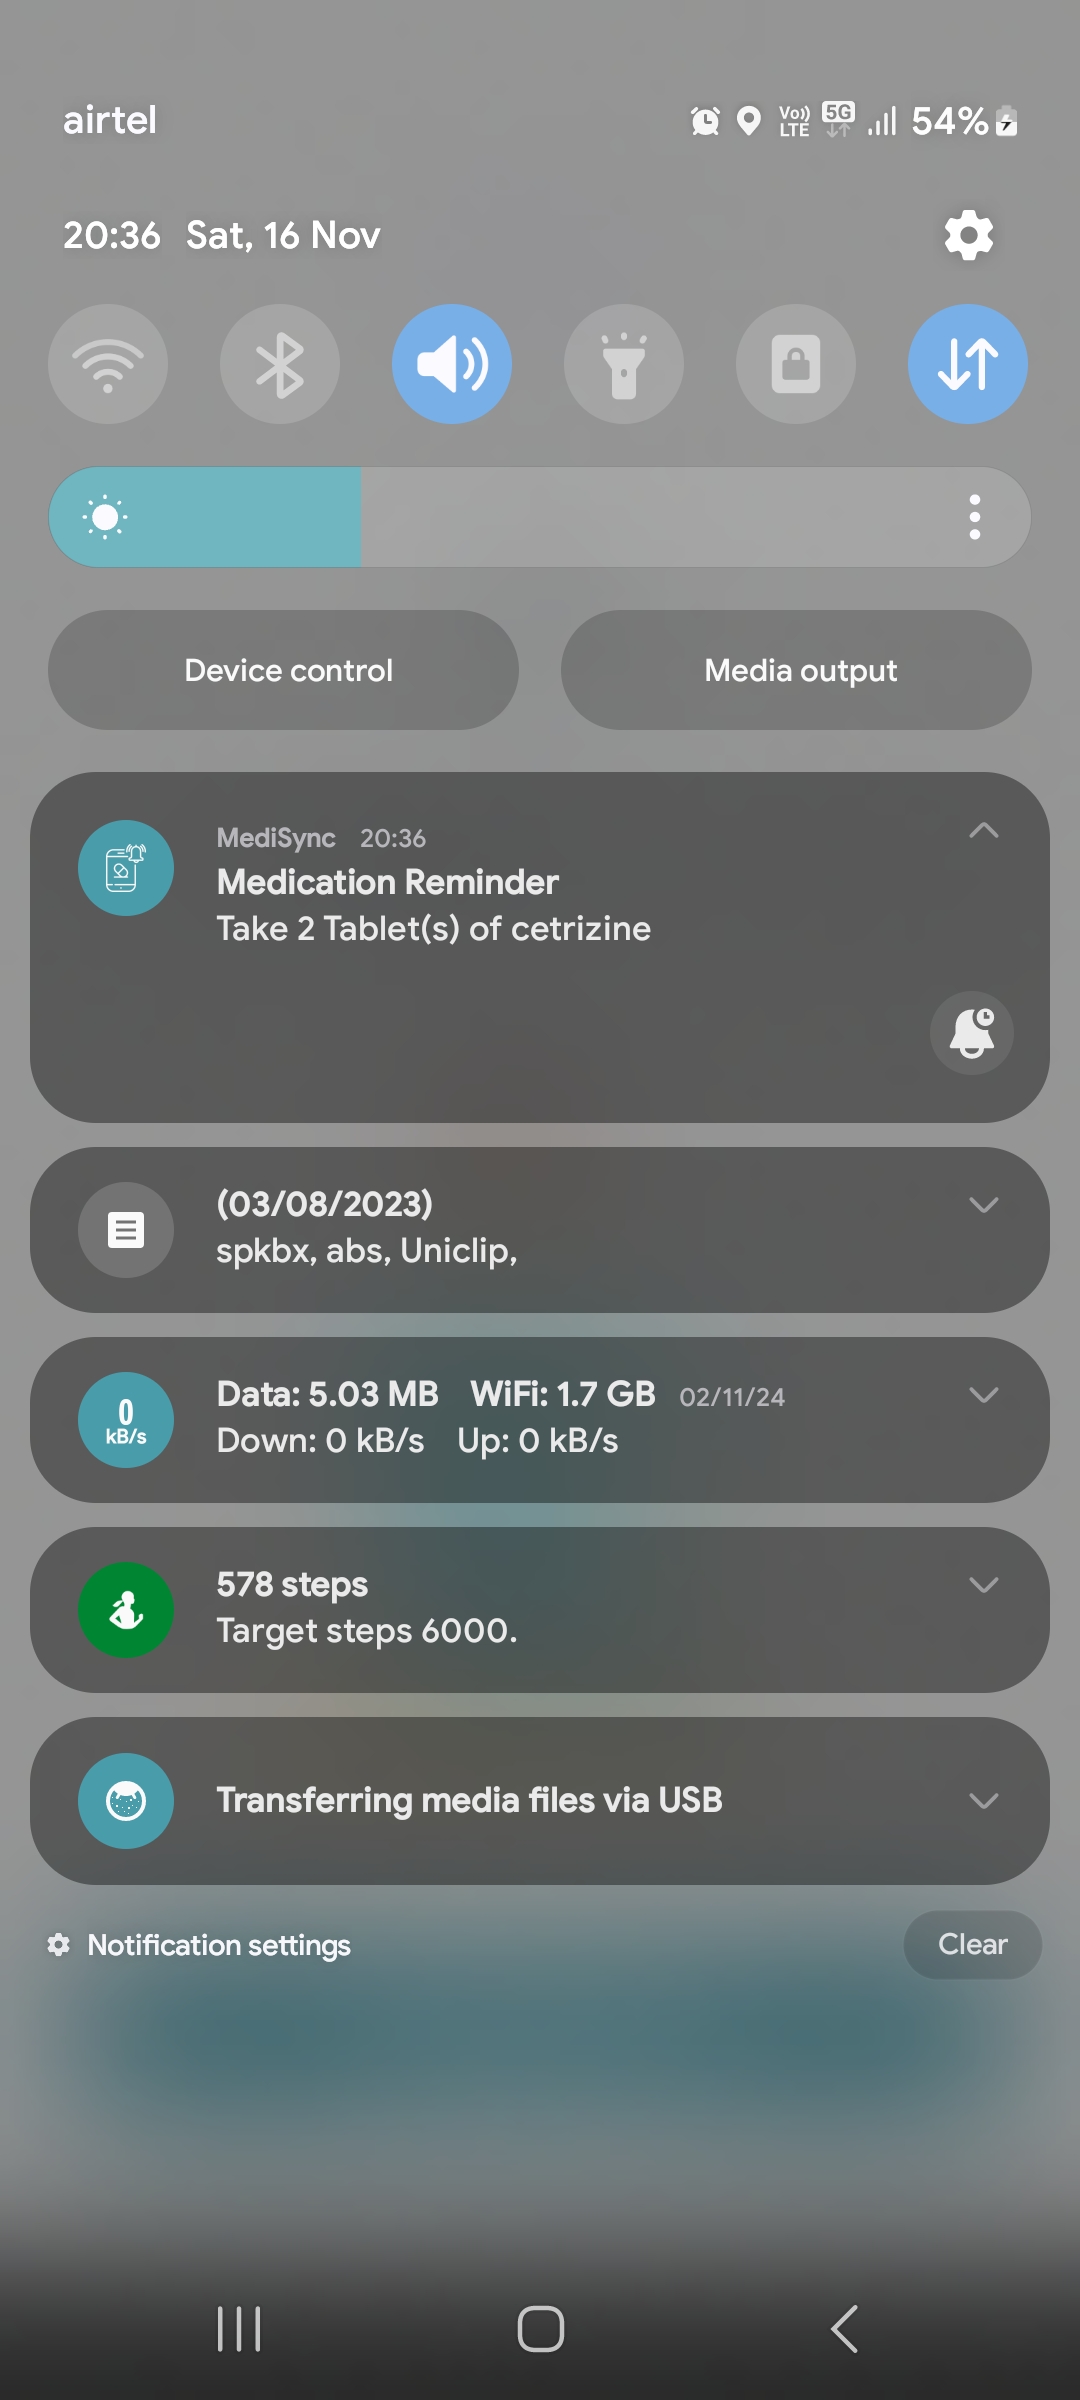 airtel
Vo)) LTE 5G 54%
20:36 Sat, 16 Nov
Device control
Media output
MediSync 20:36
Medication Reminder
Take 2 Tablet(s) of cetrizine
(03/08/2023)
spkbx, abs, Uniclip,
0 kB/s
Data: 5.03 MB WiFi: 1.7 GB 02/11/24
Down: 0 kB/s Up: 0 kB/s
578 steps
Target steps 6000.
Transferring media files via USB
Notification settings
Clear